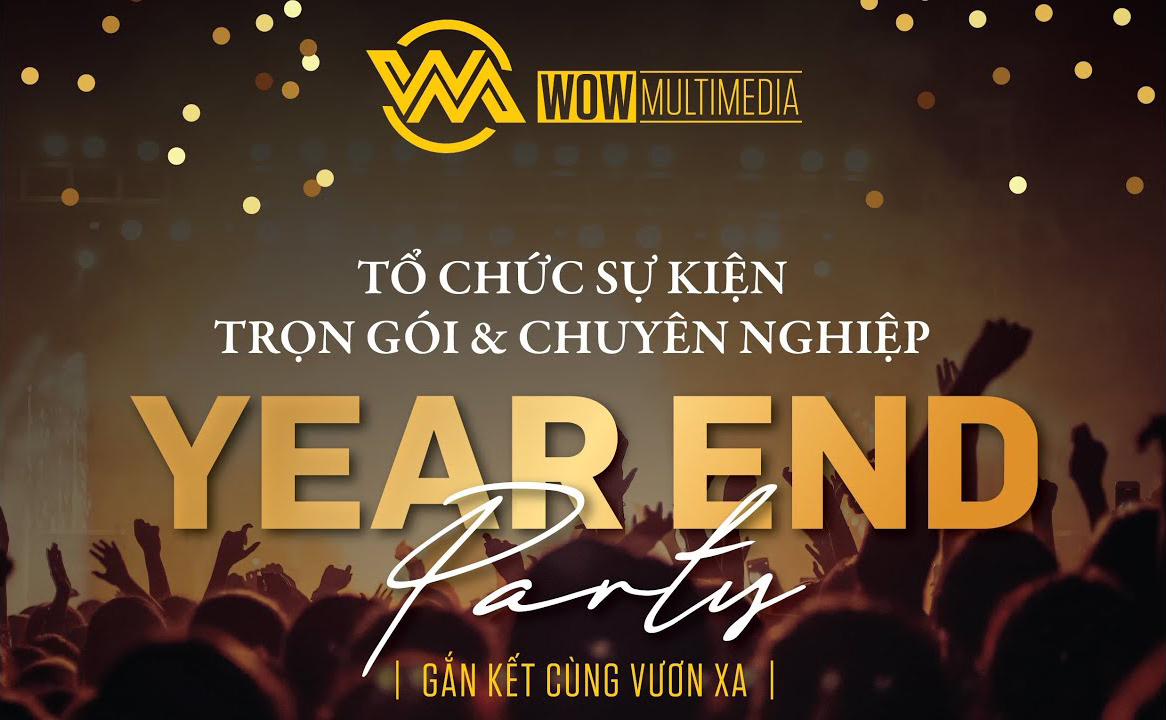 WOW MULTIMEDIA
TỔ CHỨC SỰ KIỆN
TRỌN GÓI & CHUYÊN NGHIỆP
YEAR END
Party
| GẮN KẾT CÙNG VƯƠN XA |